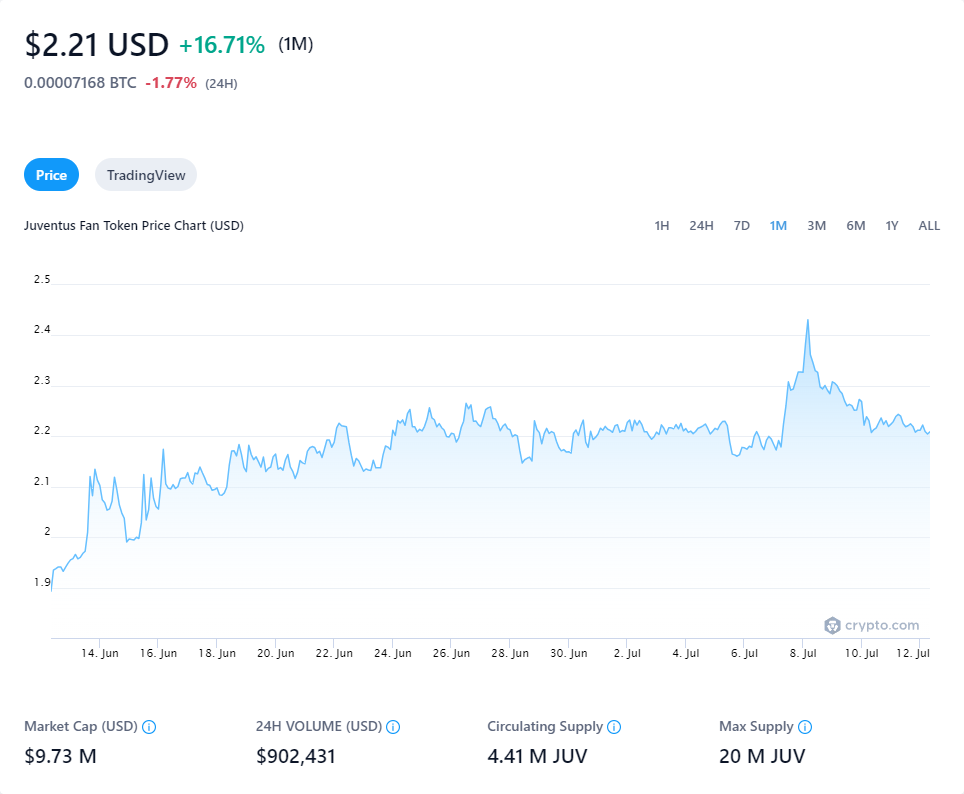 $2.21 USD +16.71% (1M)
0.00007168 BTC -1.77% (24H)
Price TradingView
Juventus Fan Token Price Chart (USD) 1H 24H 7D 1M 3M 6M 1Y ALL
2.5
2.4
2.3
2.2
2.1
2
1.9
crypto.com
14. Jun 16. Jun 18. Jun 20. Jun 22. Jun 24. Jun 26. Jun 28. Jun 30. Jun 2. Jul 4. Jul 6. Jul 8. Jul 10. Jul 12. Jul
Market Cap (USD) 24H VOLUME (USD) Circulating Supply Max Supply
$9.73 M $902,431 4.41 M JUV 20 M JUV